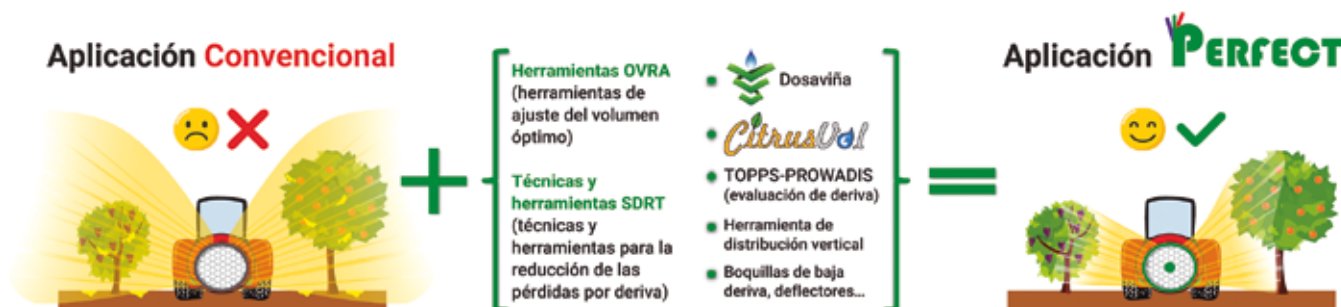 Aplicación Convencional
Herramientas OVRA
(herramientas de
ajuste del volumen
óptimo)
Técnicas y
herramientas SDRT
(técnicas y
herramientas para la
reducción de las
pérdidas por deriva)
Dosaviña
CitrusVol
TOPPS-PROWADIS
(evaluación de deriva)
Herramienta de
distribución vertical
Boquillas de baja
deriva, deflectores...
Aplicación PERFECT